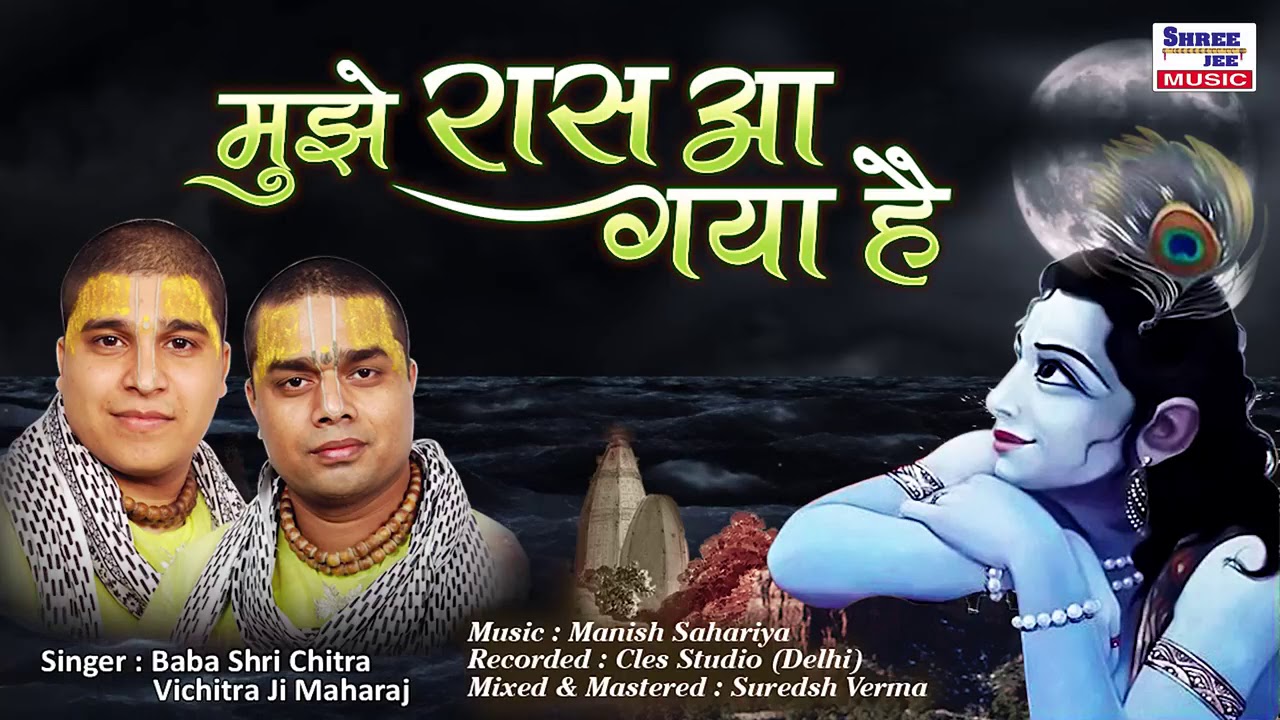 SHREE
JEE
MUSIC
मुझे रास आ
गया है
Singer : Baba Shri Chitra
Vichitra Ji Maharaj
Music : Manish Sahariya
Recorded : Cles Studio (Delhi)
Mixed & Mastered : Suredsh Verma